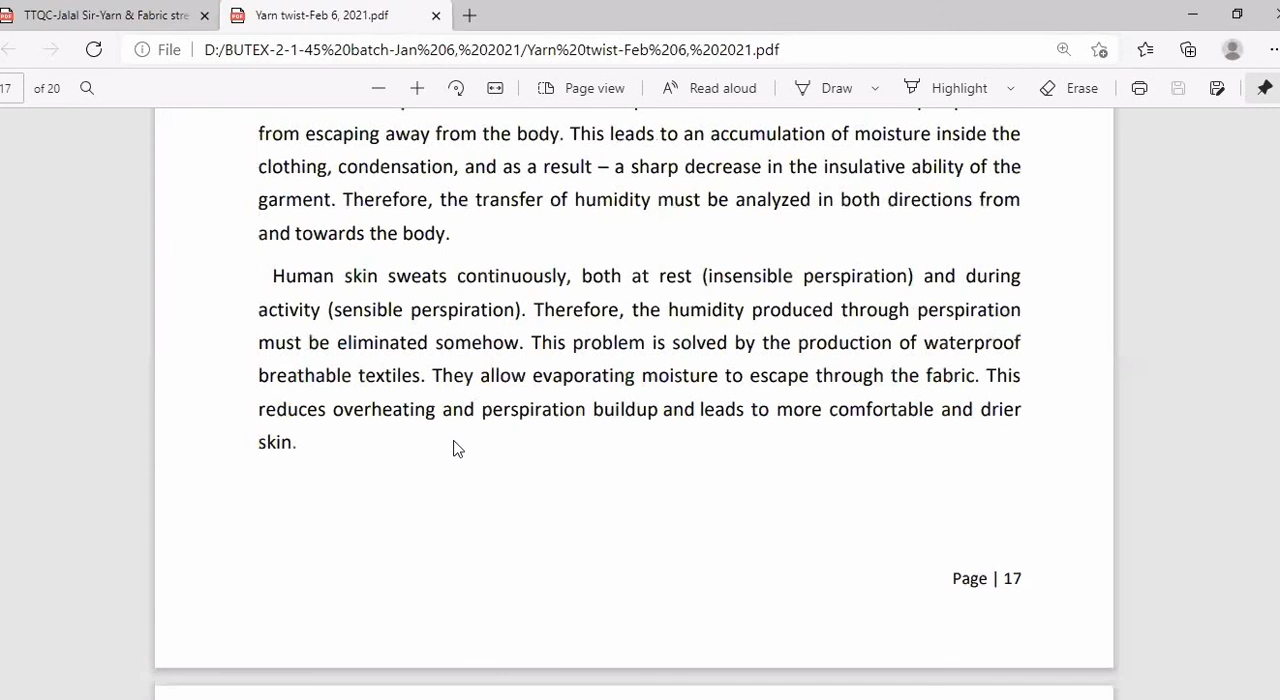 TTQC-Jalal Sir-Yarn & Fabric stre
Yarn twist-Feb 6, 2021.pdf
File
D:/BUTEX-2-1-45%20batch-Jan%206,%202021/Yarn%20twist-Feb%206,%202021.pdf
17 of 20
Page view
Read aloud
Draw
Highlight
Erase
from escaping away from the body. This leads to an accumulation of moisture inside the
clothing, condensation, and as a result – a sharp decrease in the insulative ability of the
garment. Therefore, the transfer of humidity must be analyzed in both directions from
and towards the body.
Human skin sweats continuously, both at rest (insensible perspiration) and during
activity (sensible perspiration). Therefore, the humidity produced through perspiration
must be eliminated somehow. This problem is solved by the production of waterproof
breathable textiles. They allow evaporating moisture to escape through the fabric. This
reduces overheating and perspiration buildup and leads to more comfortable and drier
skin.
Page | 17